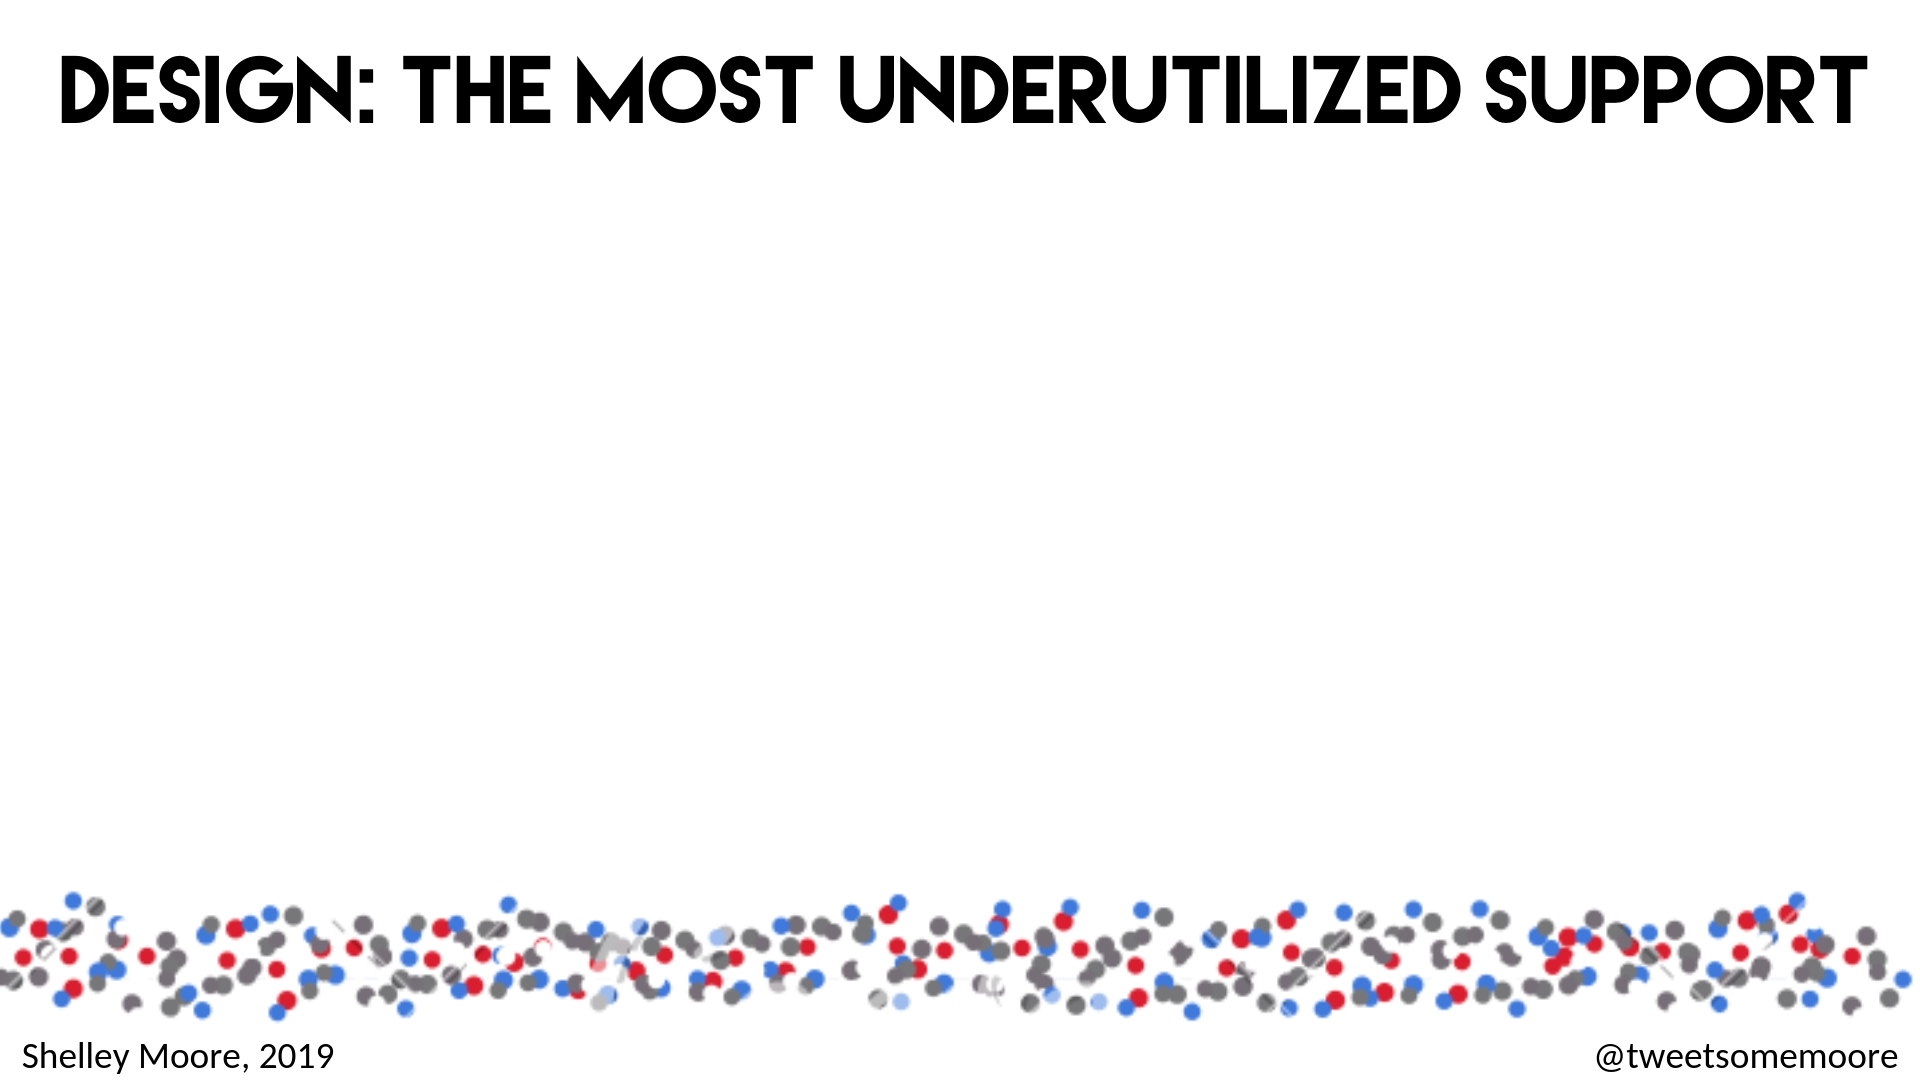 DESIGN: THE MOST UNDERUTILIZED SUPPORT
Shelley Moore, 2019
@tweetsomemoore